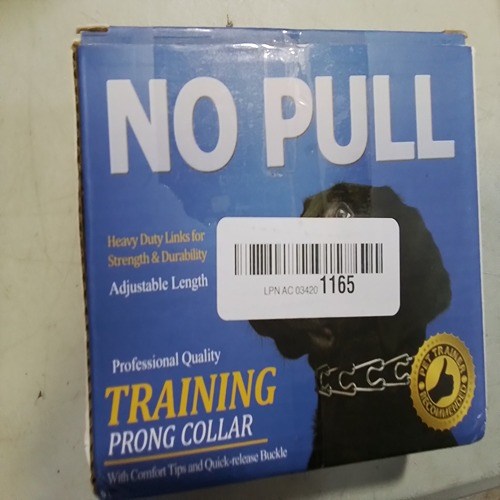 NO PULL
Heavy Duty Links for
Strength & Durability
Adjustable Length
LPN AC 03420 1165
Professional Quality
TRAINING
PRONG COLLAR
With Comfort Tips and Quick-release Buckle
PET TRAINER
RECOMMEND